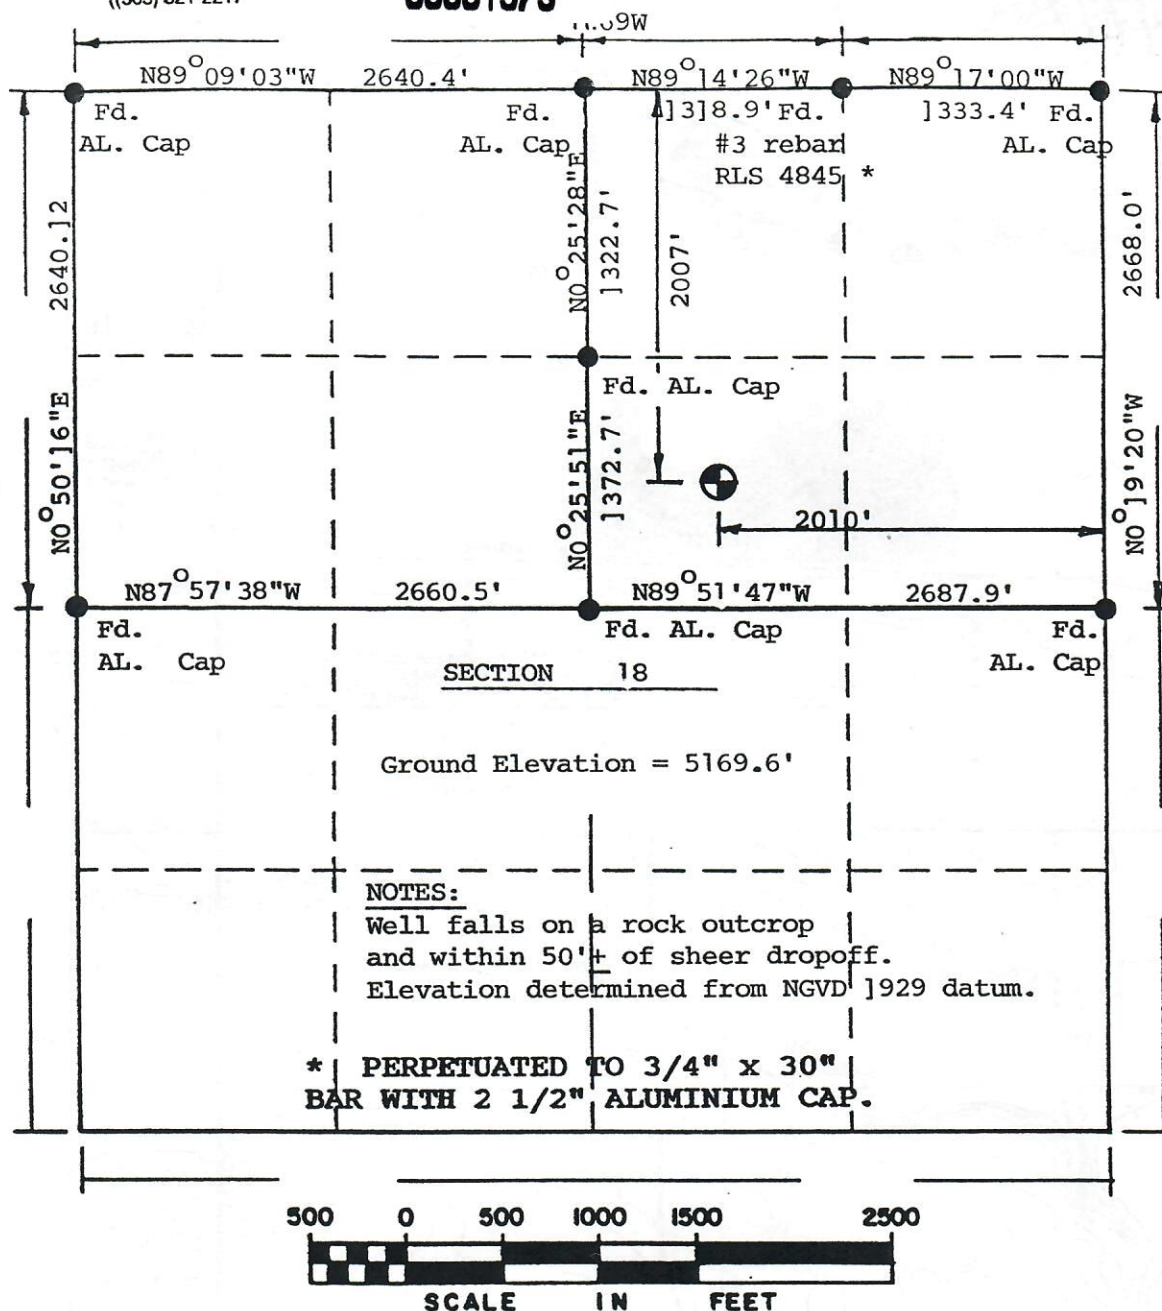 N89°09'03"W 2640.4' N89°14'26"W N89°17'00"W
Fd. Fd. ]3]8.9' Fd. ]333.4' Fd.
AL. Cap AL. Cap #3 rebar AL. Cap
RLS 4845 *
2640.12
N0°25'28"E
]322.7'
2007'
2668.0'
Fd. AL. Cap
N0°50'16"E
N0°25'51"E
]372.7'
N0°19'20"W
2010'
N87°57'38"W 2660.5' N89°51'47"W 2687.9'
Fd. Fd. AL. Cap Fd.
AL. Cap AL. Cap
SECTION 18
Ground Elevation = 5169.6'
NOTES:
Well falls on a rock outcrop
and within 50'± of sheer dropoff.
Elevation determined from NGVD ]929 datum.
* PERPETUATED TO 3/4" x 30"
BAR WITH 2 1/2" ALUMINIUM CAP.
500 0 500 1000 1500 2500
SCALE IN FEET